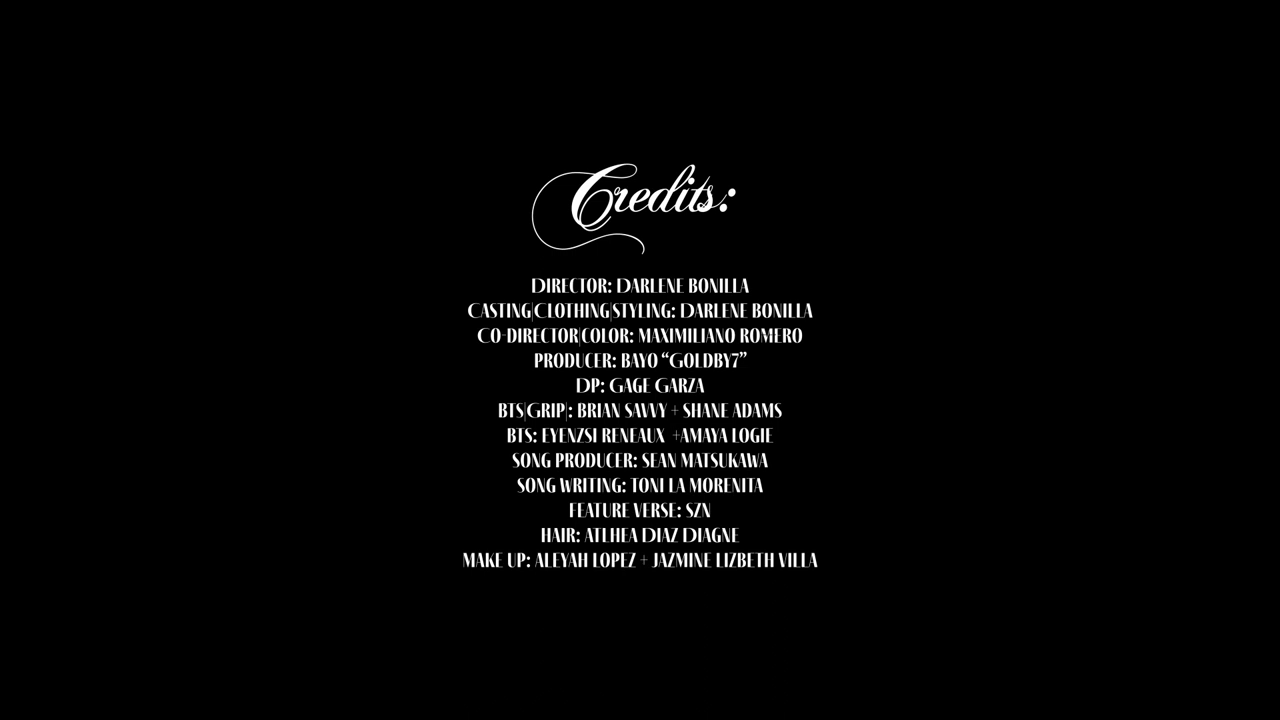 Credits:
DIRECTOR: DARLENE BONILLA
CASTING|CLOTHING|STYLING: DARLENE BONILLA
CO-DIRECTOR|COLOR: MAXIMILIANO ROMERO
PRODUCER: BAYO “GOLDBY7”
DP: GAGE GARZA
BTS|GRIP|: BRIAN SAVVY + SHANE ADAMS
BTS: EYENZSI RENEAUX +AMAYA LOGIE
SONG PRODUCER: SEAN MATSUKAWA
SONG WRITING: TONI LA MORENITA
FEATURE VERSE: SZN
HAIR: ATLHEA DIAZ DIAGNE
MAKE UP: ALEYAH LOPEZ + JAZMINE LIZBETH VILLA